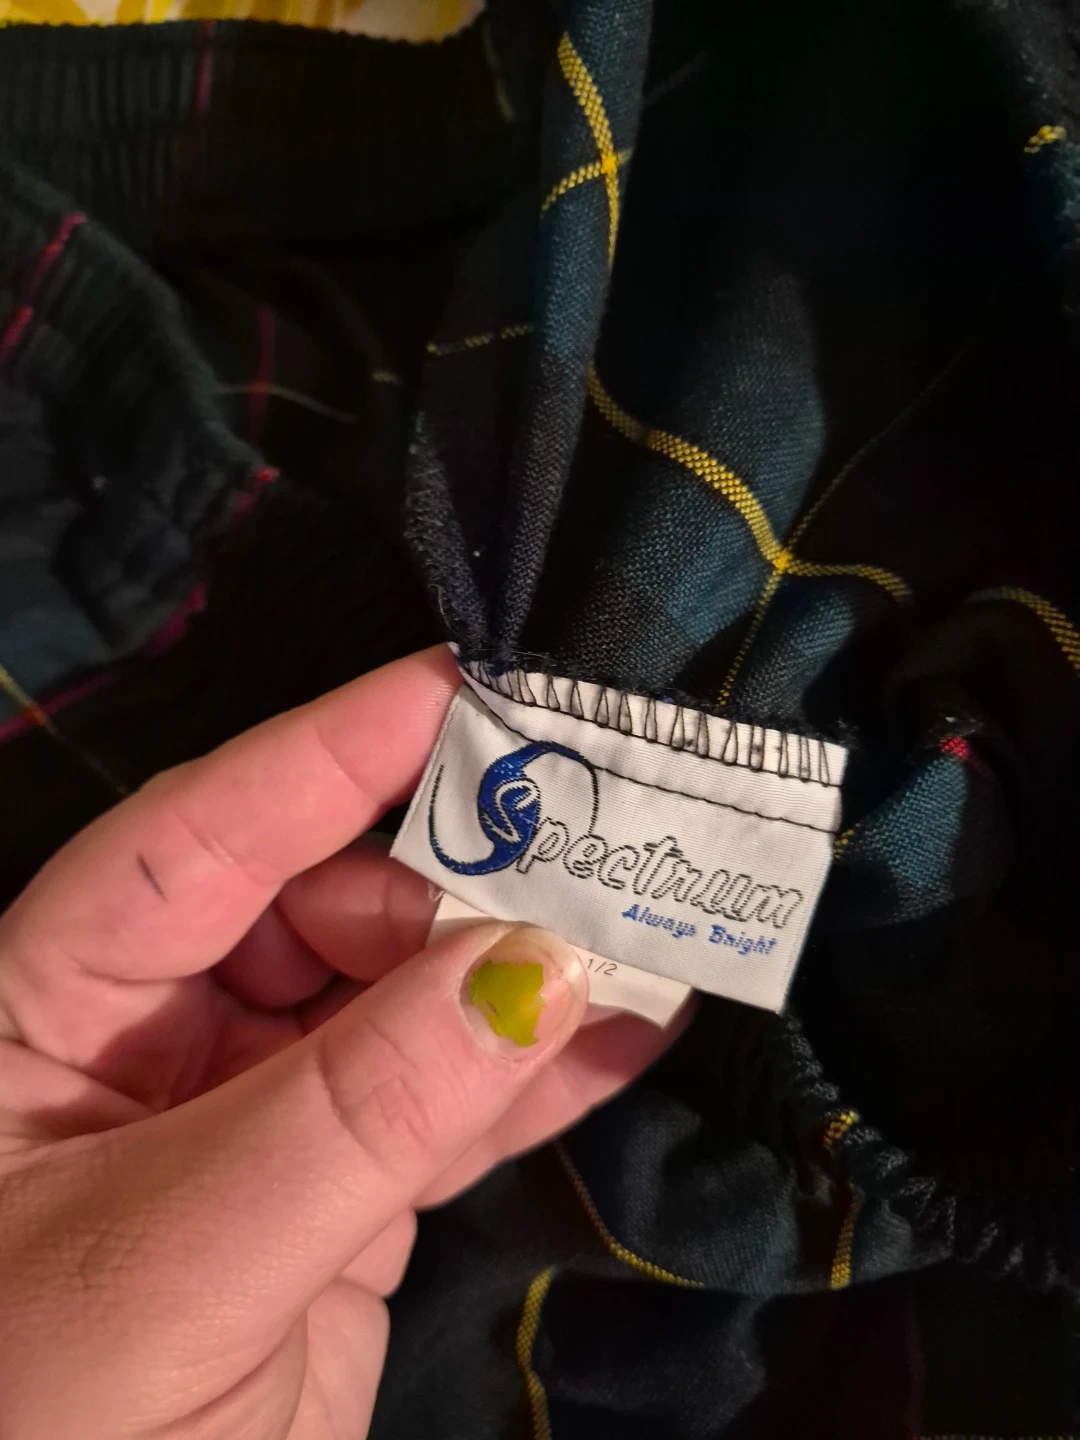 Spectrum
Always Bright
1/2